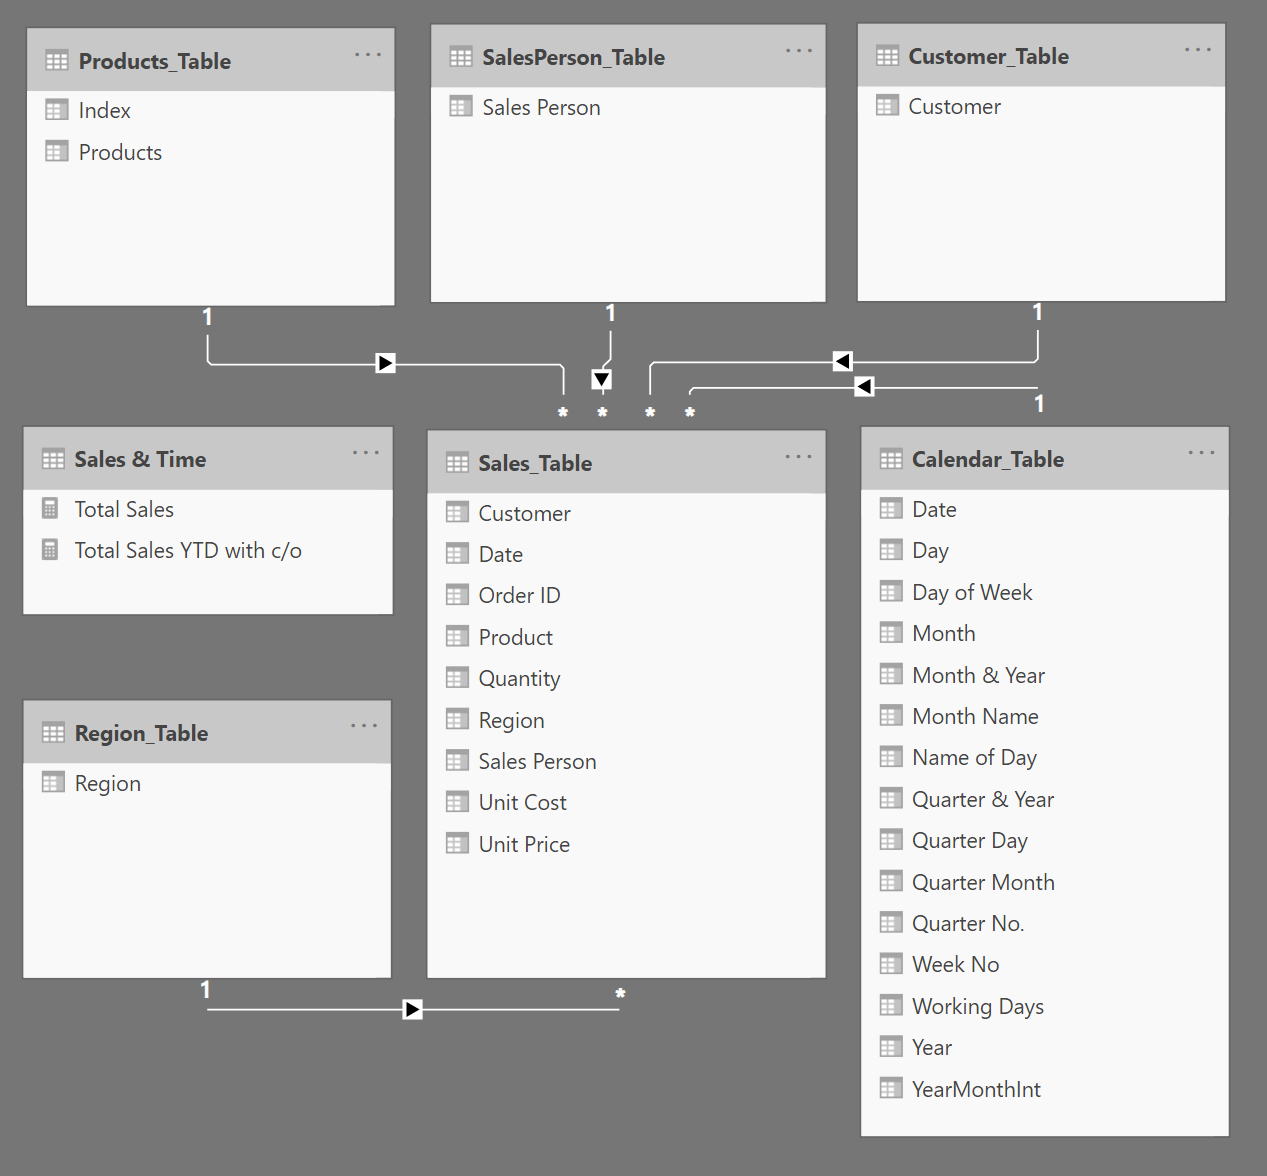 Products_Table
Index
Products
SalesPerson_Table
Sales Person
Customer_Table
Customer
1
1
1
*
*
*
*
1
Sales & Time
Total Sales
Total Sales YTD with c/o
Region_Table
Region
Sales_Table
Customer
Date
Order ID
Product
Quantity
Region
Sales Person
Unit Cost
Unit Price
Calendar_Table
Date
Day
Day of Week
Month
Month & Year
Month Name
Name of Day
Quarter & Year
Quarter Day
Quarter Month
Quarter No.
Week No
Working Days
Year
YearMonthInt
1
*